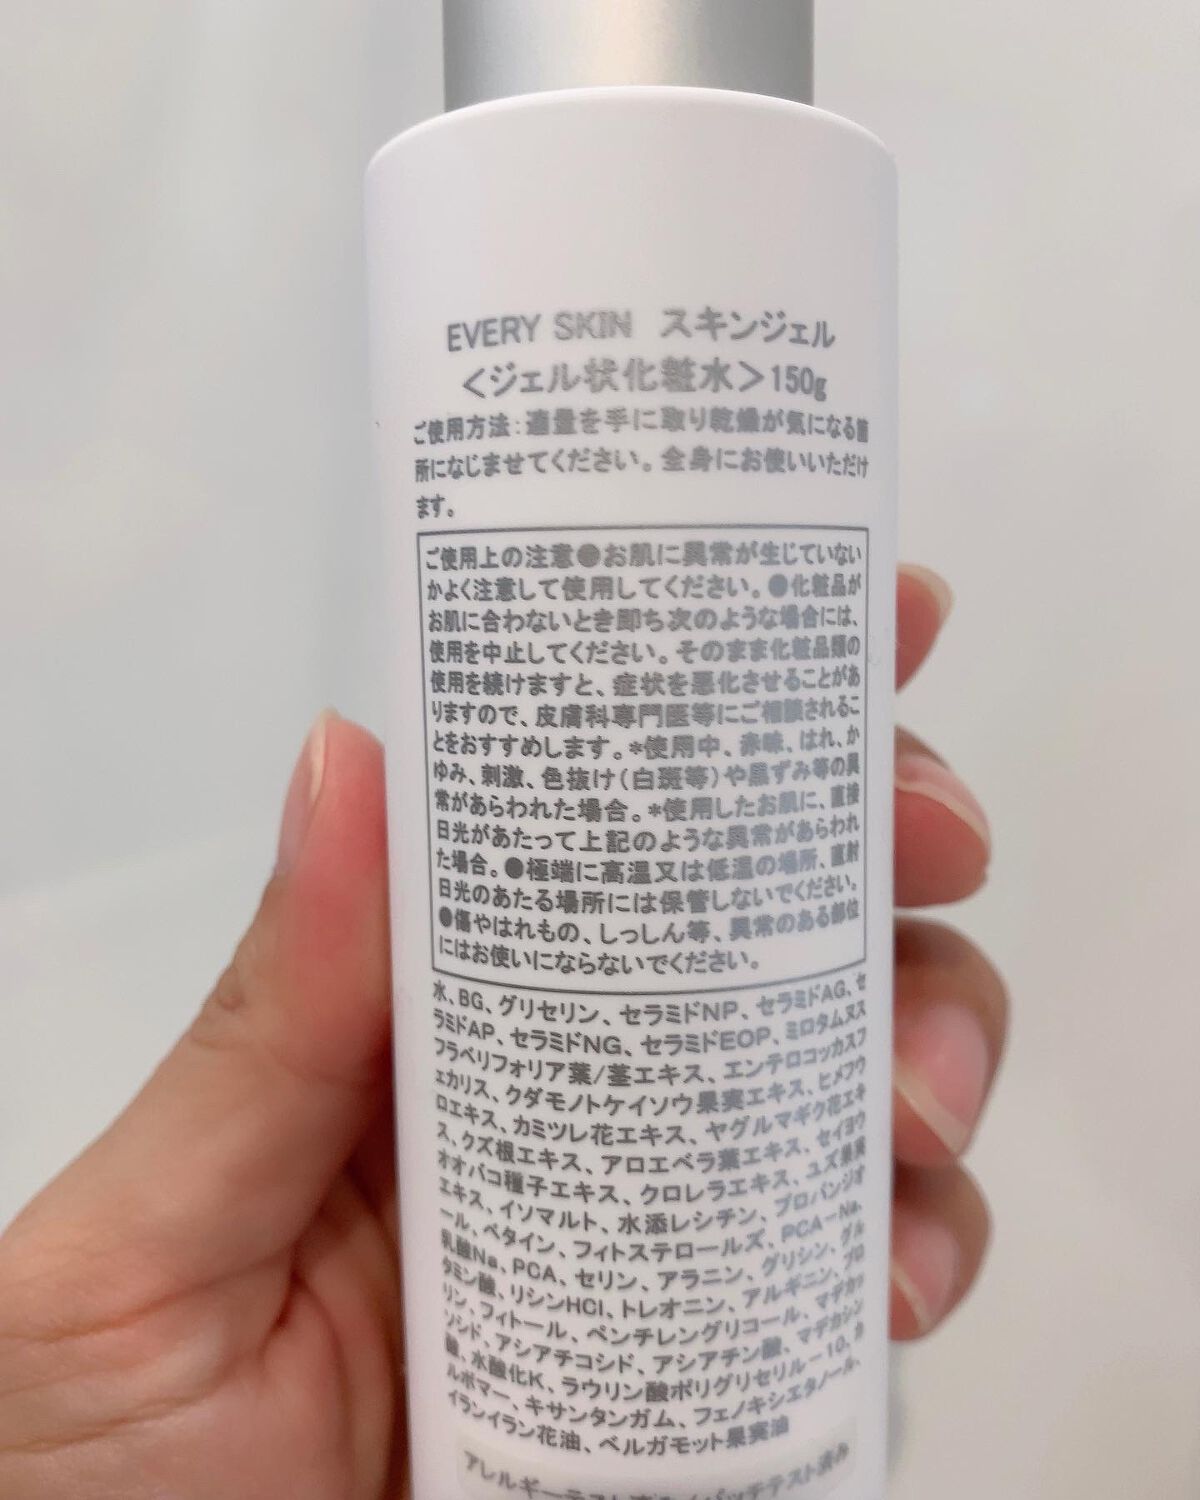 EVERY SKIN スキンジェル
<ジェル状化粧水>150g
ご使用方法:適量を手に取り乾燥が気になる箇
所になじませてください。全身にお使いいただけ
ます。
ご使用上の注意●お肌に異常が生じていない
かよく注意して使用してください。●化粧品が
お肌に合わないとき即ち次のような場合には、
使用を中止してください。そのまま化粧品類の
使用を続けますと、症状を悪化させることがあ
りますので、皮膚科専門医等にご相談されるこ
とをおすすめします。*使用中、赤味、はれ、か
ゆみ、刺激、色抜け(白斑等)や黒ずみ等の異
常があらわれた場合。*使用したお肌に、直接
日光があたって上記のような異常があらわれ
た場合。●極端に高温又は低温の場所、直射
日光のあたる場所には保管しないでください。
●傷やはれもの、しっしん等、異常のある部位
にはお使いにならないでください。
水、BG、グリセリン、セラミドNP、セラミドAG、セ
ラミドAP、セラミドNG、セラミドEOP、ミロタムヌス
フラベリフォリア葉/茎エキス、エンテロコッカスフ
ェカリス、クダモノトケイソウ果実エキス、ヒメフウ
ロエキス、カミツレ花エキス、ヤグルマギク花エキ
ス、クズ根エキス、アロエベラ葉エキス、セイヨウ
オオバコ種子エキス、クロレラエキス、ユズ果実
エキス、イソマルト、水添レシチン、プロパンジオ
ール、ベタイン、フィトステロールズ、PCA-Na、
乳酸Na、PCA、セリン、アラニン、グリシン、グル
タミン酸、リシンHCl、トレオニン、アルギニン、プロ
リン、フィトール、ペンチレングリコール、マデカッ
ソシド、アシアチコシド、アシアチン酸、マデカシン
酸、水酸化K、ラウリン酸ポリグリセリル-10、カ
ルボマー、キサンタンガム、フェノキシエタノール、
イランイラン花油、ベルガモット果実油
アレルギーテスト済み/パッチテスト済み